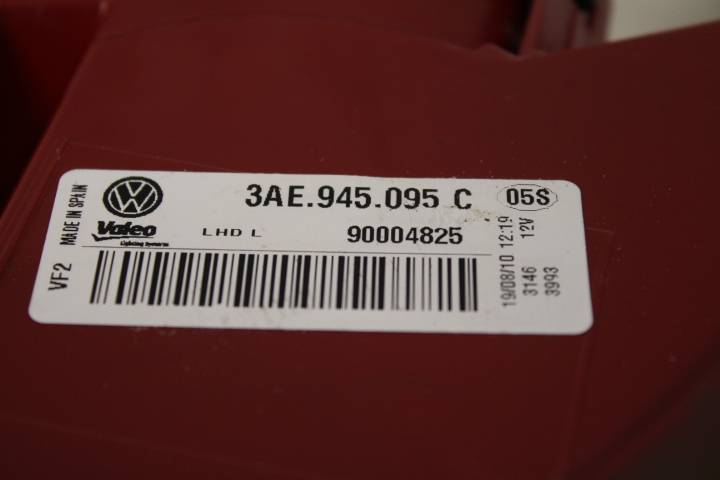 3AE.945.095 C 05S
Valeo
Lighting Systems
LHD L 90004825
VF2 MADE IN SPAIN
19/08/10 12:19
3146 12V
3993